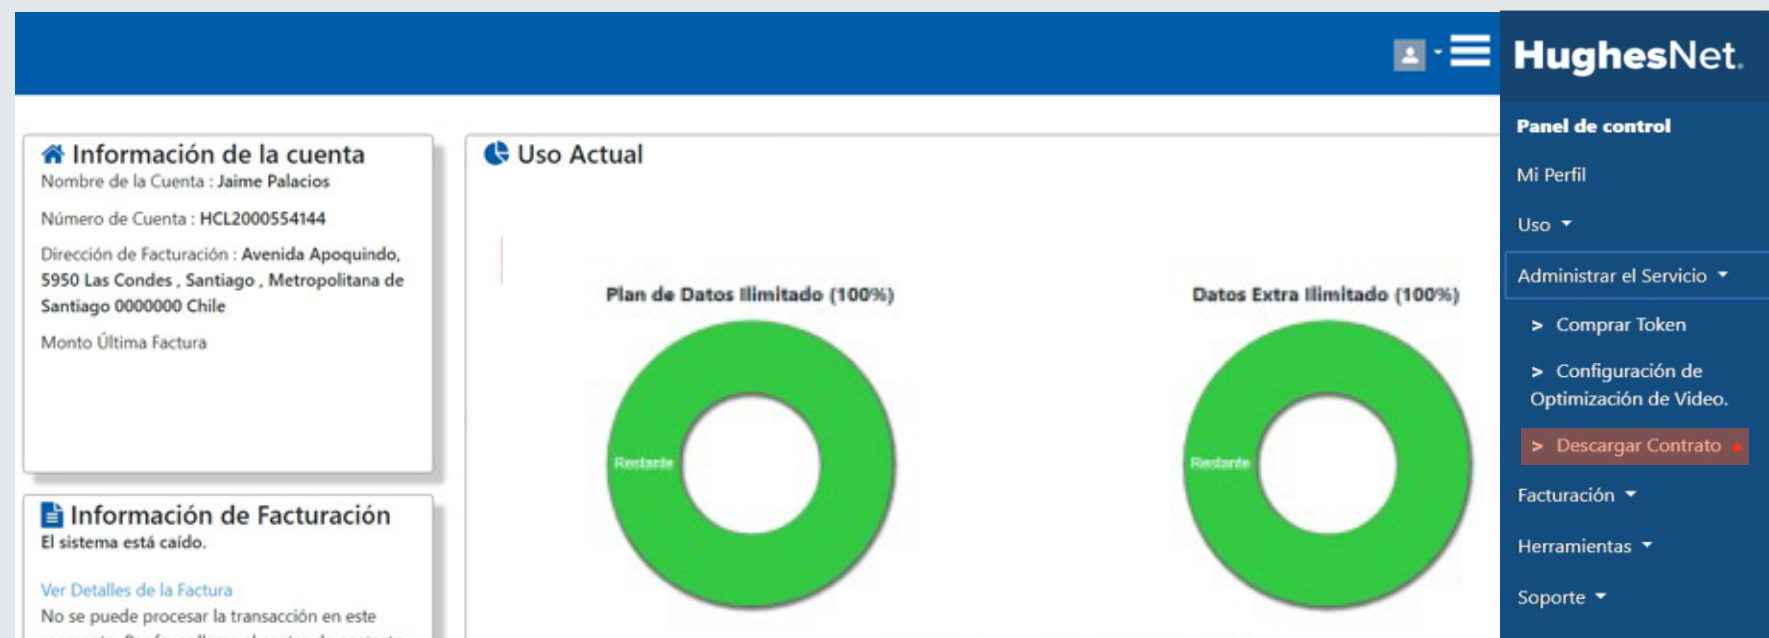 HughesNet.
Información de la cuenta
Nombre de la Cuenta : Jaime Palacios
Número de Cuenta : HCL2000554144
Dirección de Facturación : Avenida Apoquindo,
5950 Las Condes , Santiago , Metropolitana de
Santiago 0000000 Chile
Monto Última Factura
Información de Facturación
El sistema está caído.
Ver Detalles de la Factura
No se puede procesar la transacción en este
Uso Actual
Plan de Datos Ilimitado (100%)
Restante
Datos Extra Ilimitado (100%)
Restante
Panel de control
Mi Perfil
Uso
Administrar el Servicio
> Comprar Token
> Configuración de
Optimización de Video.
> Descargar Contrato
Facturación
Herramientas
Soporte